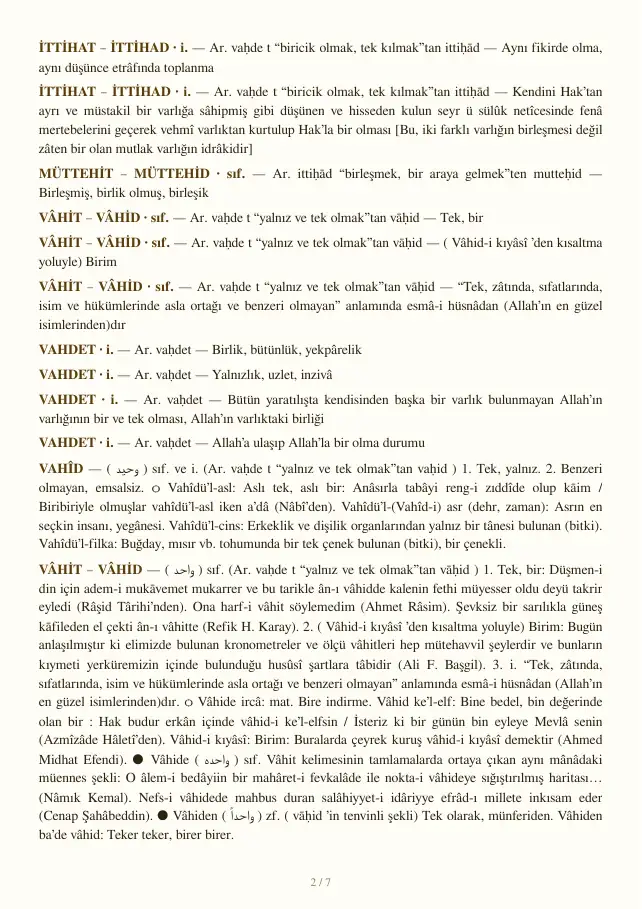 İTTİHAT – İTTİHAD · i. — Ar. vaḥde t “biricik olmak, tek kılmak”tan ittiḥād — Aynı fikirde olma,
aynı düşünce etrâfında toplanma
İTTİHAT – İTTİHAD · i. — Ar. vaḥde t “biricik olmak, tek kılmak”tan ittiḥād — Kendini Hak’tan
ayrı ve müstakil bir varlığa sâhipmiş gibi düşünen ve hisseden kulun seyr ü sülûk netîcesinde fenâ
mertebelerini geçerek vehmî varlıktan kurtulup Hak’la bir olması [Bu, iki farklı varlığın birleşmesi değil
zâten bir olan mutlak varlığın idrâkidir]
MÜTTEHİT – MÜTTEHİD · sıf. — Ar. ittiḥād “birleşmek, bir araya gelmek”ten mutteḥid —
Birleşmiş, birlik olmuş, birleşik
VÂHİT – VÂHİD · sıf. — Ar. vaḥde t “yalnız ve tek olmak”tan vāḥid — Tek, bir
VÂHİT – VÂHİD · sıf. — Ar. vaḥde t “yalnız ve tek olmak”tan vāḥid — ( Vâhid-i kıyâsî ’den kısaltma
yoluyle) Birim
VÂHİT – VÂHİD · sıf. — Ar. vaḥde t “yalnız ve tek olmak”tan vāḥid — “Tek, zâtında, sıfatlarında,
isim ve hükümlerinde asla ortağı ve benzeri olmayan” anlamında esmâ-i hüsnâdan (Allah’ın en güzel
isimlerinden)dır
VAHDET · i. — Ar. vaḥdet — Birlik, bütünlük, yekpârelik
VAHDET · i. — Ar. vaḥdet — Yalnızlık, uzlet, inzivâ
VAHDET · i. — Ar. vaḥdet — Bütün yaratılışta kendisinden başka bir varlık bulunmayan Allah’ın
varlığının bir ve tek olması, Allah’ın varlıktaki birliği
VAHDET · i. — Ar. vaḥdet — Allah’a ulaşıp Allah’la bir olma durumu
VAHÎD — ( وحيد ) sıf. ve i. (Ar. vaḥde t “yalnız ve tek olmak”tan vaḥіd ) 1. Tek, yalnız. 2. Benzeri
olmayan, emsalsiz. ѻ Vahîdü’l-asl: Aslı tek, aslı bir: Anâsırla tabâyi reng-i zıddîde olup kāim /
Biribiriyle olmuşlar vahîdü’l-asl iken a’dâ (Nâbî’den). Vahîdü’l-(Vahîd-i) asr (dehr, zaman): Asrın en
seçkin insanı, yegânesi. Vahîdü’l-cins: Erkeklik ve dişilik organlarından yalnız bir tânesi bulunan (bitki).
Vahîdü’l-filka: Buğday, mısır vb. tohumunda bir tek çenek bulunan (bitki), bir çenekli.
VÂHİT – VÂHİD — ( واحد ) sıf. (Ar. vaḥde t “yalnız ve tek olmak”tan vāḥid ) 1. Tek, bir: Düşmen-i
din için adem-i mukāvemet mukarrer ve bu tarikle ân-ı vâhidde kalenin fethi müyesser oldu deyü takrir
eyledi (Râşid Târihi’nden). Ona harf-i vâhit söylemedim (Ahmet Râsim). Şevksiz bir sarılıkla güneş
kāfileden el çekti ân-ı vâhitte (Refik H. Karay). 2. ( Vâhid-i kıyâsî ’den kısaltma yoluyle) Birim: Bugün
anlaşılmıştır ki elimizde bulunan kronometreler ve ölçü vâhitleri hep mütehavvil şeylerdir ve bunların
kıymeti yerküremizin içinde bulunduğu husûsî şartlara tâbidir (Ali F. Başgil). 3. i. “Tek, zâtında,
sıfatlarında, isim ve hükümlerinde asla ortağı ve benzeri olmayan” anlamında esmâ-i hüsnâdan (Allah’ın
en güzel isimlerinden)dır. ѻ Vâhide ircâ: mat. Bire indirme. Vâhid ke’l-elf: Bine bedel, bin değerinde
olan bir : Hak budur erkân içinde vâhid-i ke’l-elfsin / İsteriz ki bir günün bin eyleye Mevlâ senin
(Azmîzâde Hâletî’den). Vâhid-i kıyâsî: Birim: Buralarda çeyrek kuruş vâhid-i kıyâsî demektir (Ahmed
Midhat Efendi). ● Vâhide ( واحده ) sıf. Vâhit kelimesinin tamlamalarda ortaya çıkan aynı mânâdaki
müennes şekli: O âlem-i bedâyiin bir mahâret-i fevkalâde ile nokta-i vâhideye sığıştırılmış haritası…
(Nâmık Kemal). Nefs-i vâhidede mahbus duran salâhiyyet-i idâriyye efrâd-ı millete inkısam eder
(Cenap Şahâbeddin). ● Vâhiden ( واحداً ) zf. ( vāḥid ’in tenvinli şekli) Tek olarak, münferiden. Vâhiden
ba’de vâhid: Teker teker, birer birer.
2 / 7